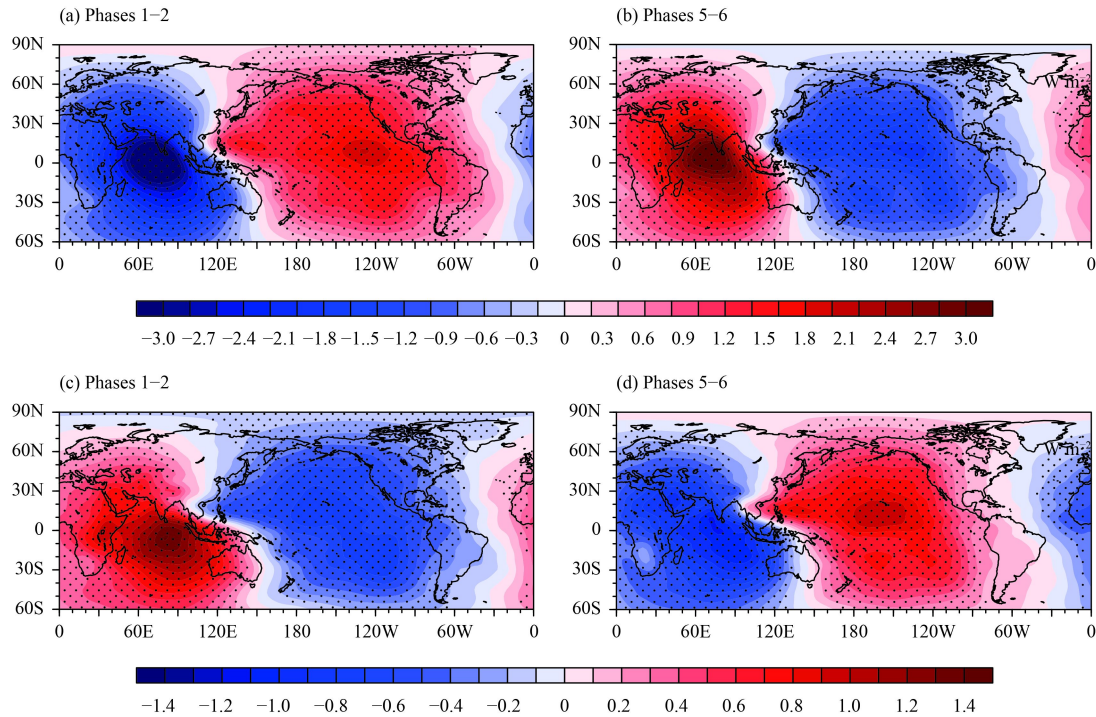 (a) Phases 1−2
(b) Phases 5−6
90N
60N
30N
0
30S
60S
0 60E 120E 180 120W 60W 0
90N
60N
30N
0
30S
60S
W m⁻²
0 60E 120E 180 120W 60W 0
−3.0 −2.7 −2.4 −2.1 −1.8 −1..5 −1.2 −0.9 −0.6 −0.3 0 0.3 0.6 0.9 1.2 1.5 1.8 2.1 2.4 2.7 3.0
(c) Phases 1−2
(d) Phases 5−6
90N
60N
30N
0
30S
60S
0 60E 120E 180 120W 60W 0
90N
60N
30N
0
30S
60S
W m⁻²
0 60E 120E 180 120W 60W 0
−1.4 −1.2 −1.0 −0.8 −0.6 −0.4 −0.2 0 0.2 0.4 0.6 0.8 1.0 1.2 1.4